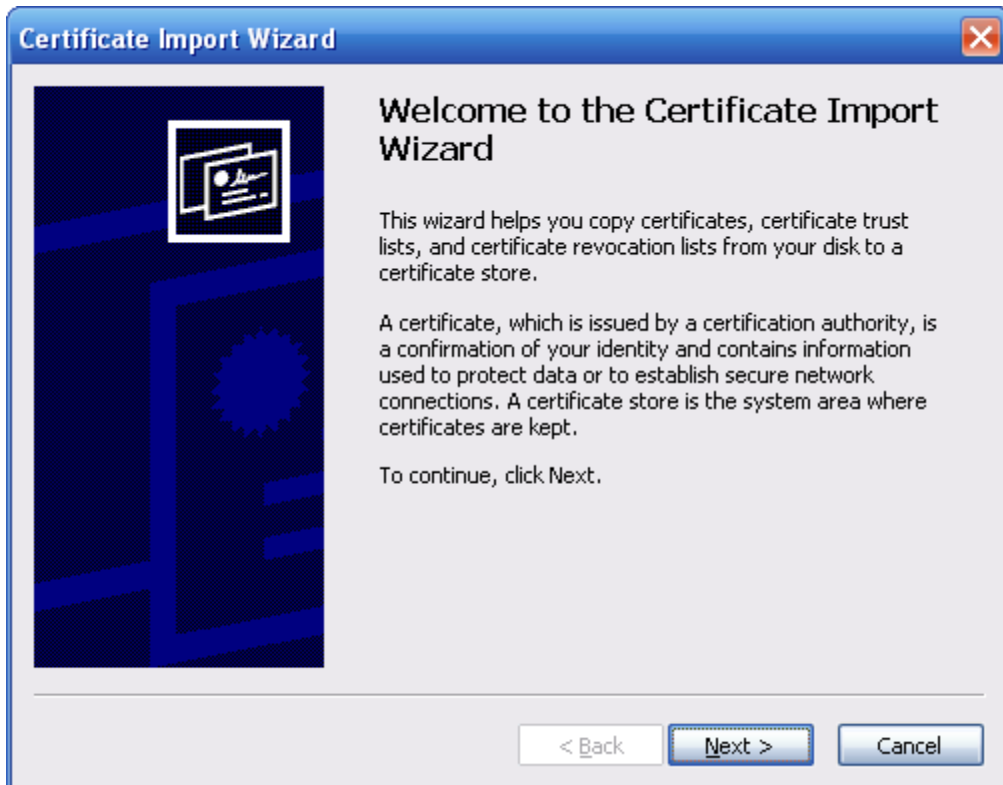 Certificate Import Wizard
Welcome to the Certificate Import
Wizard
This wizard helps you copy certificates, certificate trust
lists, and certificate revocation lists from your disk to a
certificate store.
A certificate, which is issued by a certification authority, is
a confirmation of your identity and contains information
used to protect data or to establish secure network
connections. A certificate store is the system area where
certificates are kept.
To continue, click Next.
< Back
Next >
Cancel